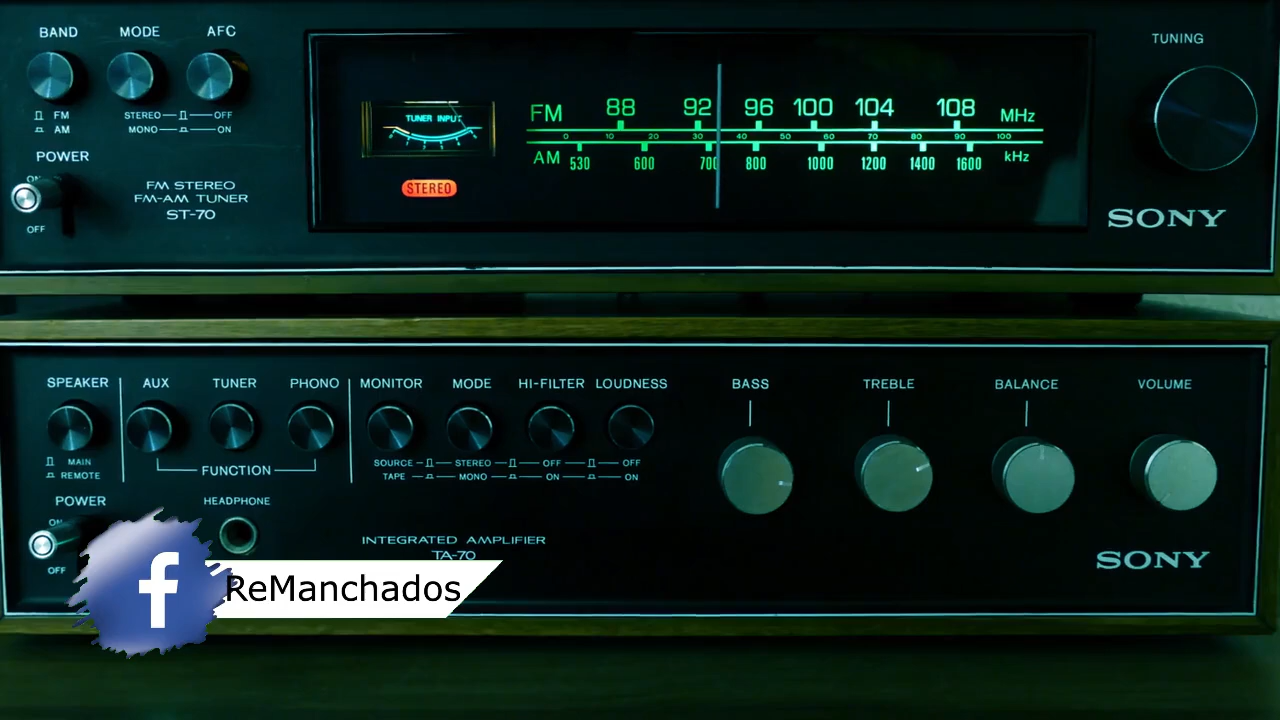 BAND MODE AFC
FM STEREO OFF
AM MONO ON
POWER
ON
OFF
FM STEREO
FM-AM TUNER
ST-70
TUNER INPUT
STEREO
FM 88 92 96 100 104 108 MHz
0 10 20 30 40 50 60 70 80 90 100
AM 530 600 700 800 1000 1200 1400 1600 kHz
TUNING
SONY
SPEAKER AUX TUNER PHONO MONITOR MODE HI-FILTER LOUDNESS BASS TREBLE BALANCE VOLUME
MAIN SOURCE STEREO OFF OFF
REMOTE TAPE MONO ON ON
FUNCTION
POWER
ON
OFF
HEADPHONE
INTEGRATED AMPLIFIER
TA-70
SONY
f ReManchados